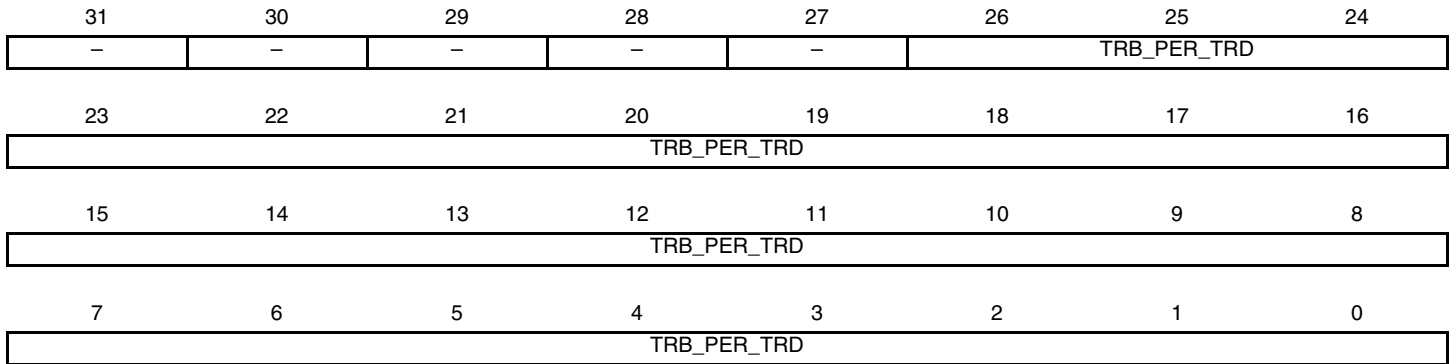 31 30 29 28 27 26 25 24
– – – – – TRB_PER_TRD
23 22 21 20 19 18 17 16
TRB_PER_TRD
15 14 13 12 11 10 9 8
TRB_PER_TRD
7 6 5 4 3 2 1 0
TRB_PER_TRD